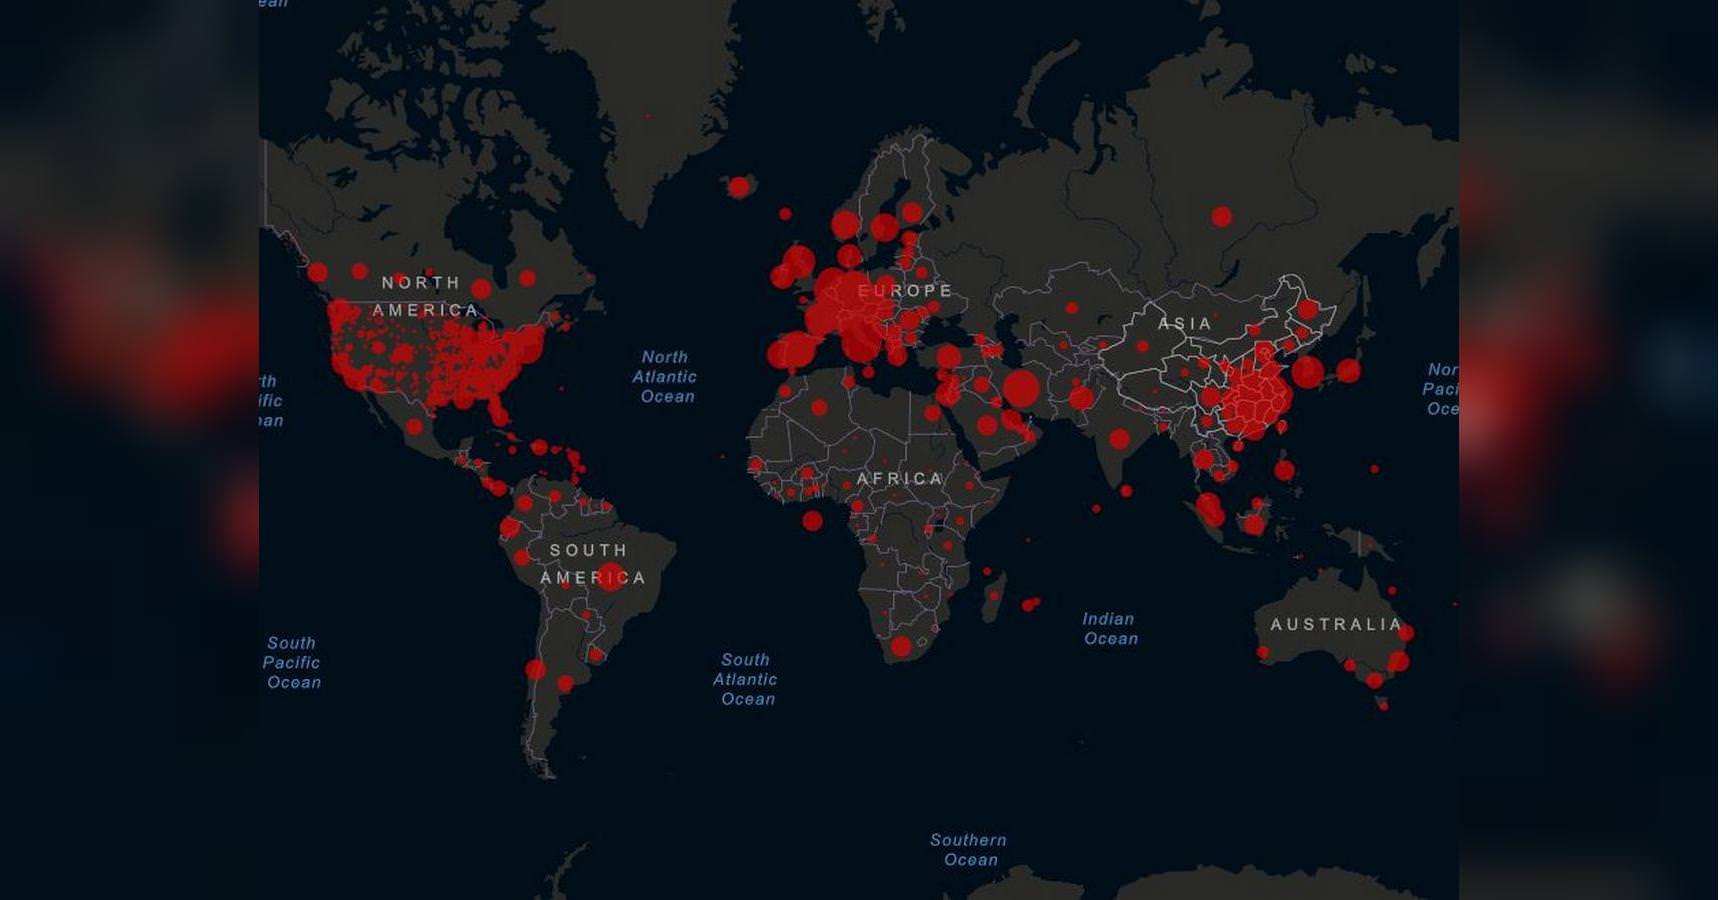 ean
NORTH
AMERICA
EUROPE
ASIA
North
Atlantic
Ocean
rth
ific
ean
Nor
Paci
Oce
AFRICA
SOUTH
AMERICA
Indian
Ocean
AUSTRALIA
South
Pacific
Ocean
South
Atlantic
Ocean
Southern
Ocean